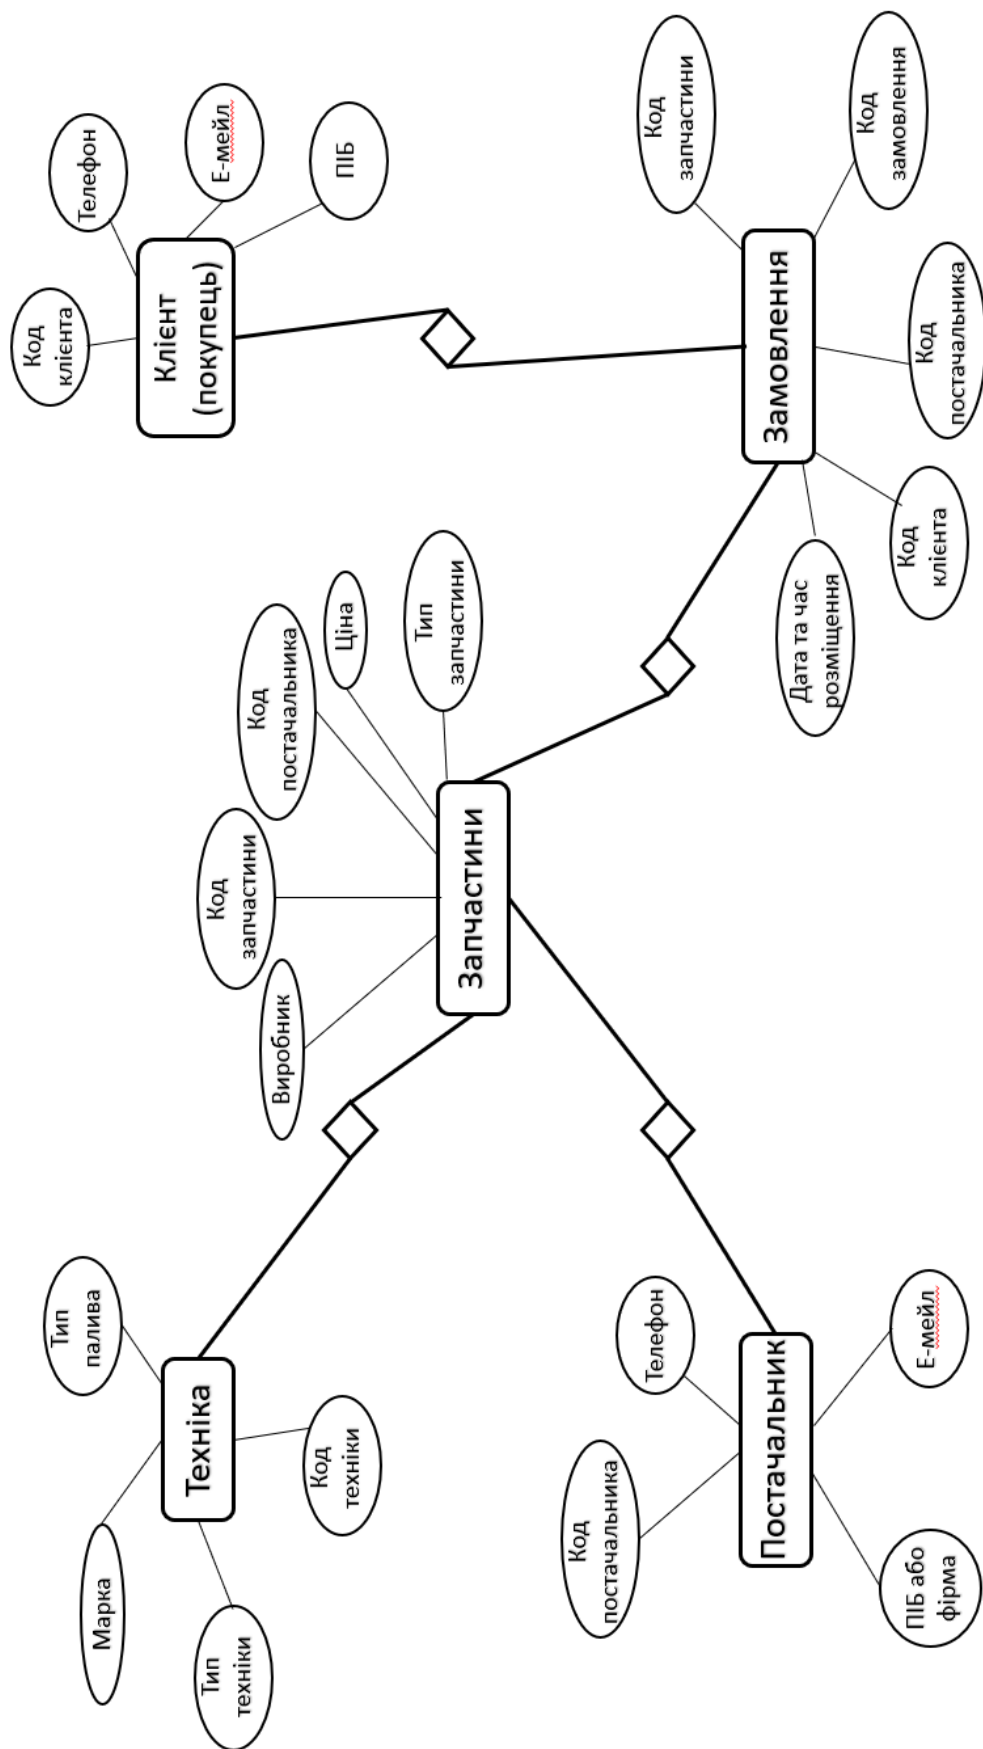 Марка
Тип
палива
Техніка
Тип
техніки
Код
техніки
Виробник
Код
запчастини
Код
постачальника
Ціна
Тип
запчастини
Запчастини
Код
клієнта
Телефон
Е-мейл
ПІБ
Клієнт
(покупець)
Код
постачальника
Телефон
Постачальник
ПІБ або
фірма
Е-мейл
Код
запчастини
Замовлення
Дата та час
розміщення
Код
клієнта
Код
постачальника
Код
замовлення